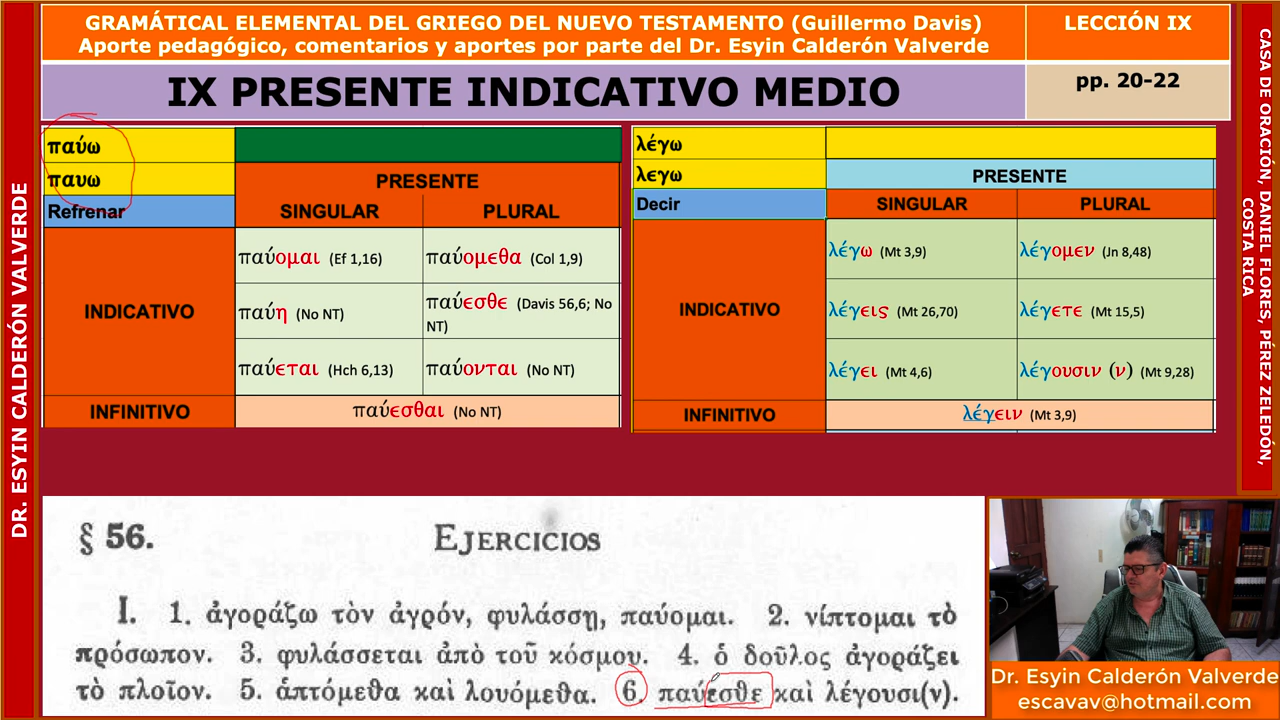 GRAMÁTICAL ELEMENTAL DEL GRIEGO DEL NUEVO TESTAMENTO (Guillermo Davis)
Aporte pedagógico, comentarios y aportes por parte del Dr. Esyin Calderón Valverde
LECCIÓN IX
IX PRESENTE INDICATIVO MEDIO
pp. 20-22
παύω
παυω
PRESENTE
Refrenar
SINGULAR
PLURAL
INDICATIVO
παύομαι (Ef 1,16)
παύομεθα (Col 1,9)
παύη (No NT)
παύεσθε (Davis 56,6; No
NT)
παύεται (Hch 6,13)
παύονται (No NT)
INFINITIVO
παύεσθαι (No NT)
λέγω
λεγω
PRESENTE
Decir
SINGULAR
PLURAL
INDICATIVO
λέγω (Mt 3,9)
λέγομεν (Jn 8,48)
λέγεις (Mt 26,70)
λέγετε (Mt 15,5)
λέγει (Mt 4,6)
λέγουσιν (ν) (Mt 9,28)
INFINITIVO
λέγειν (Mt 3,9)
§ 56. EJERCICIOS
I. 1. ἀγοράζω τὸν ἀγρόν, φυλάσσῃ, παύομαι. 2. νίπτομαι τὸ
πρόσωπον. 3. φυλάσσεται ἀπὸ τοῦ κόσμου. 4. ὁ δοῦλος ἀγοράζει
τὸ πλοῖον. 5. ἁπτόμεθα καὶ λουόμεθα. 6. παύεσθε καὶ λέγουσι(ν).
Dr. Esyin Calderón Valverde
escavav@hotmail.com
DR. ESYIN CALDERÓN VALVERDE
CASA DE ORACIÓN, DANIEL FLORES, PÉREZ ZELEDÓN,
COSTA RICA